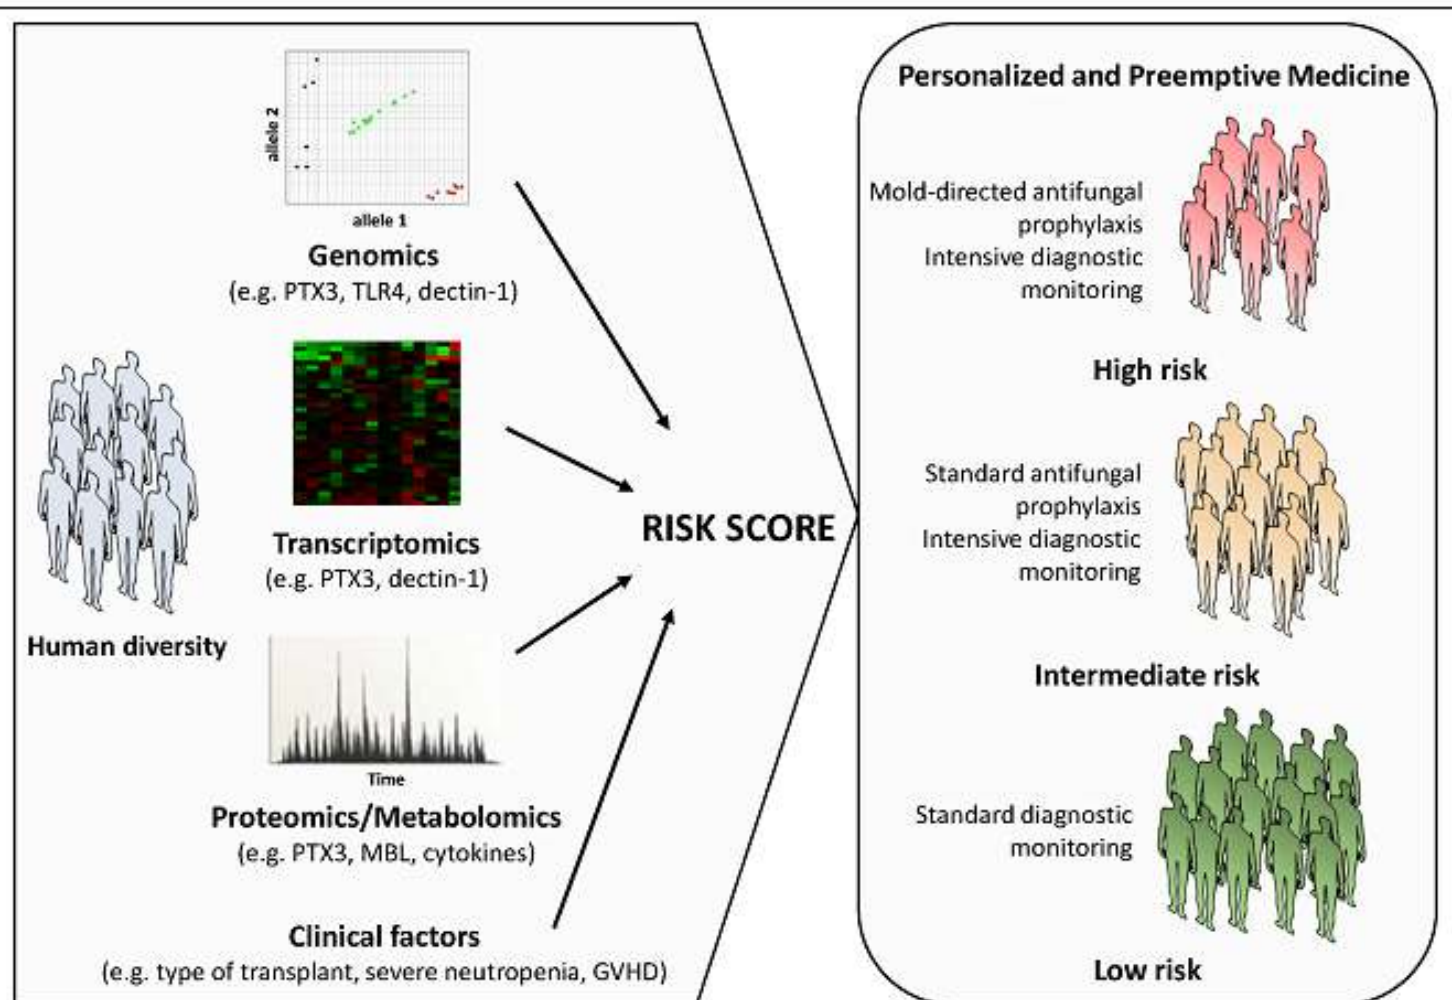 allele 2
allele 1
Genomics
(e.g. PTX3, TLR4, dectin-1)
Transcriptomics
(e.g. PTX3, dectin-1)
Human diversity
Time
Proteomics/Metabolomics
(e.g. PTX3, MBL, cytokines)
Clinical factors
(e.g. type of transplant, severe neutropenia, GVHD)
RISK SCORE
Personalized and Preemptive Medicine
Mold-directed antifungal
prophylaxis
Intensive diagnostic
monitoring
High risk
Standard antifungal
prophylaxis
Intensive diagnostic
monitoring
Intermediate risk
Standard diagnostic
monitoring
Low risk